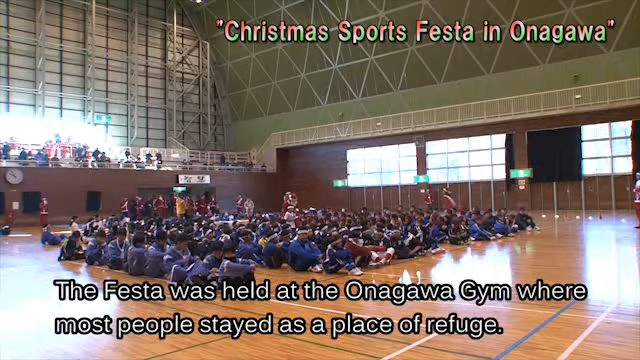 "Christmas Sports Festa in Onagawa"
The Festa was held at the Onagawa Gym where
most people stayed as a place of refuge.